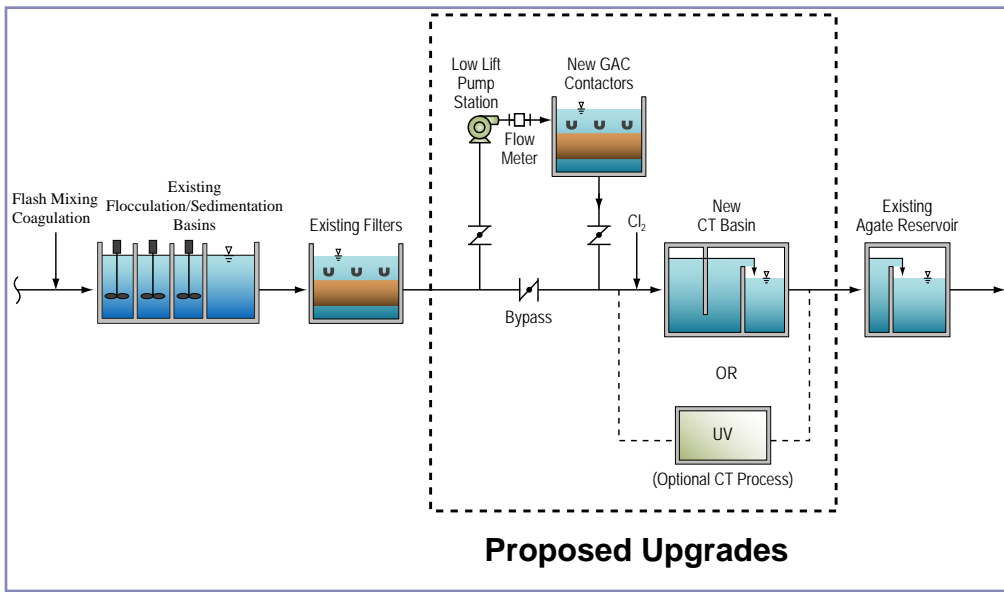 Low Lift
Pump
Station
New GAC
Contactors
Flow
Meter
Flash Mixing
Coagulation
Existing
Flocculation/Sedimentation
Basins
Existing Filters
Bypass
Cl2
New
CT Basin
Existing
Agate Reservoir
OR
UV
(Optional CT Process)
Proposed Upgrades